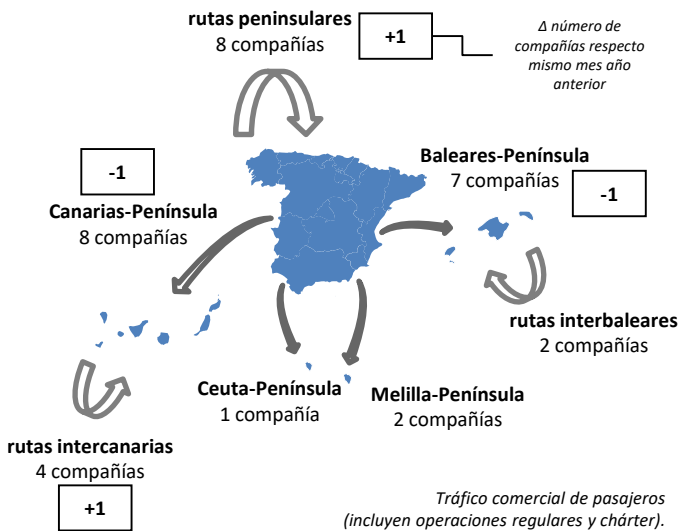 rutas peninsulares
8 compañías
+1
Δ número de
compañías respecto
mismo mes año
anterior
-1
Canarias-Península
8 compañías
Baleares-Península
7 compañías
-1
rutas interbaleares
2 compañías
Ceuta-Península
1 compañía
Melilla-Península
2 compañías
rutas intercanarias
4 compañías
+1
Tráfico comercial de pasajeros
(incluyen operaciones regulares y chárter).